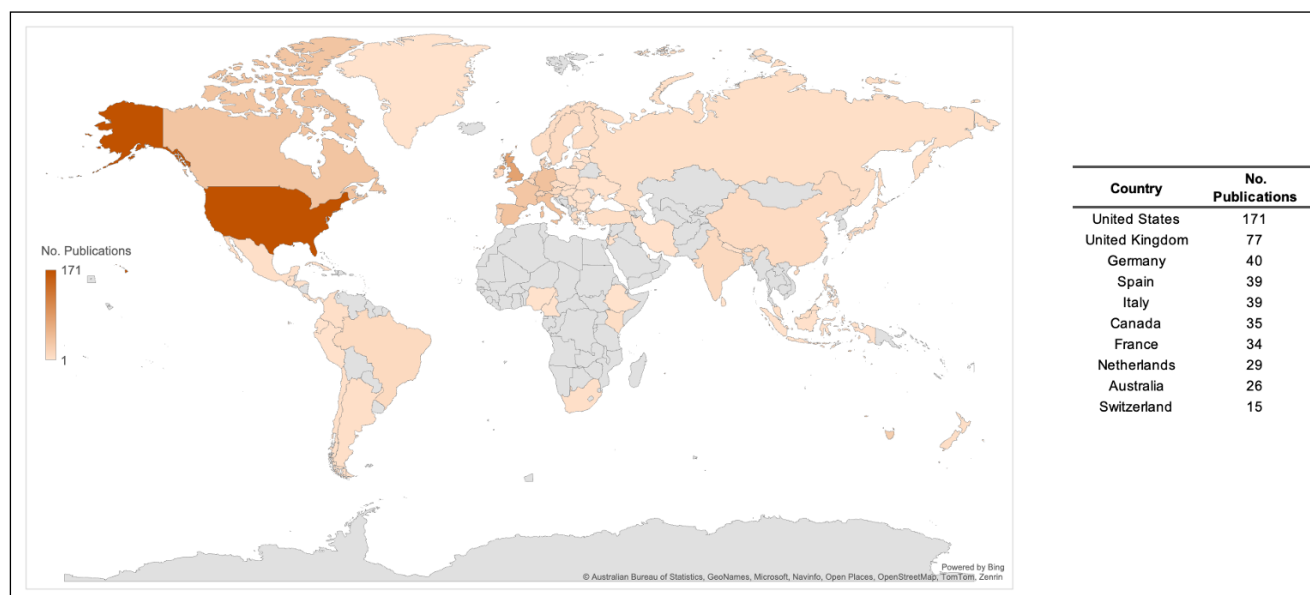 No. Publications
171
1
Powered by Bing
© Australian Bureau of Statistics, GeoNames, Microsoft, Navinfo, Open Places, OpenStreetMap, TomTom, Zenrin
Country No. Publications
United States 171
United Kingdom 77
Germany 40
Spain 39
Italy 39
Canada 35
France 34
Netherlands 29
Australia 26
Switzerland 15